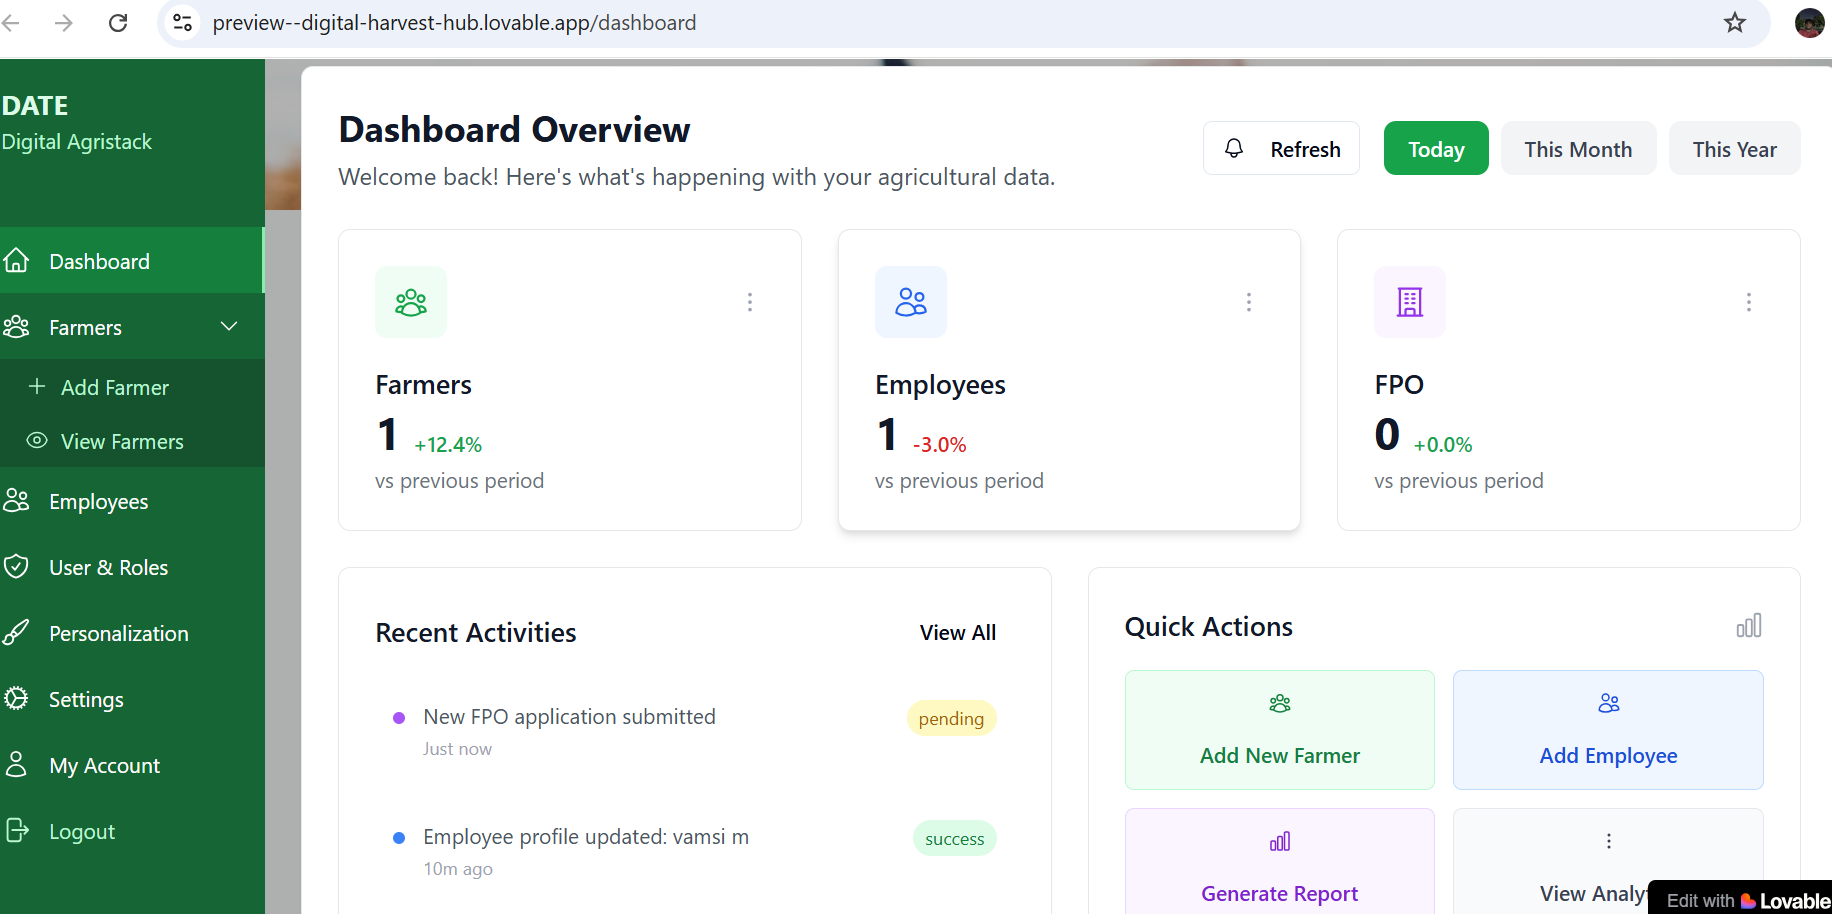 preview--digital-harvest-hub.lovable.app/dashboard
DATE
Digital Agristack
Dashboard
Farmers
Add Farmer
View Farmers
Employees
User & Roles
Personalization
Settings
My Account
Logout
Dashboard Overview
Welcome back! Here's what's happening with your agricultural data.
Refresh
Today
This Month
This Year
Farmers
1 +12.4%
vs previous period
Employees
1 -3.0%
vs previous period
FPO
0 +0.0%
vs previous period
Recent Activities
View All
New FPO application submitted
pending
Just now
Employee profile updated: vamsi m
success
10m ago
Quick Actions
Add New Farmer
Add Employee
Generate Report
View
Edit with Lovable